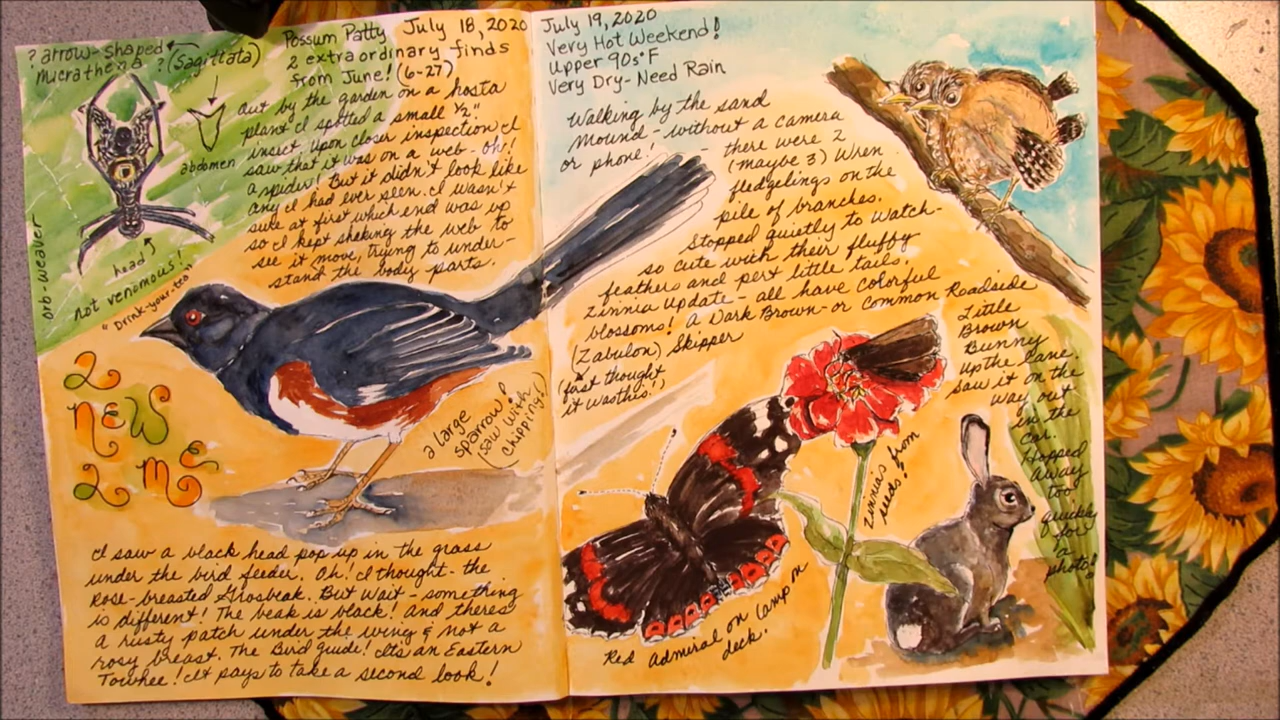 ? arrow-shaped
Micrathena ? (Sagittata)
abdomen
head
not venomous!
orb-weaver
Possum Patty July 18, 2020
2 extraordinary finds
from June! (6-27)
Out by the garden on a hosta
plant I spotted a small 1/2"
insect. Upon closer inspection I
saw that it was on a web - oh!
a spider! But it didn't look like
any I had ever seen. I wasn't
sure at first which end was up
so I kept shaking the web to
see it move, trying to under-
stand the body parts.
"Drink-your-tea"
2
NEW
2 ME
a large
sparrow?
(saw with
chippings!)
I saw a black head pop up in the grass
under the bird feeder. Oh! I thought - the
Rose-breasted Grosbeak. But Wait - something
is different! The beak is black! And there's
a rusty patch under the wing & not a
rosy breast. The Bird guide! It's an Eastern
Towhee! It pays to take a second look!
July 19, 2020
Very Hot Weekend!
Upper 90s°F
Very Dry - Need Rain
Walking by the sand
Mound - without a camera
or phone! - there were 2
(maybe 3) Wren
fledgelings on the
pile of branches.
Stopped quietly to watch -
so cute with their fluffy
feathers and pert little tails.
Zinnia Update - all have colorful
blossoms! A Dark Brown - or Common Roadside
(Zabulon) Skipper
(first thought
it was this!)
Little
Brown
Bunny
Up the Lane.
Saw it on the
way out
in the
car.
Hopped
away
too
quickly
for
a
photo!
Zinnias from
seeds!
Red Admiral on lamp on
deck.